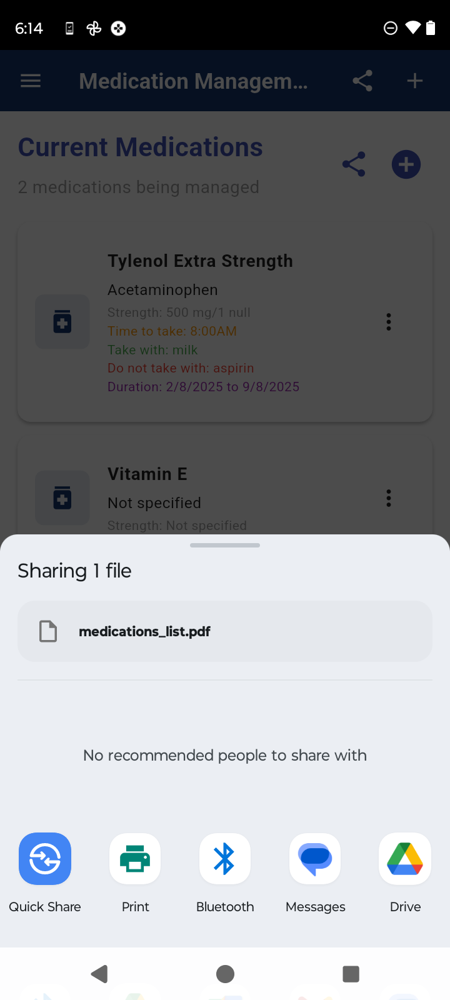 6:14
Medication Managem...
Current Medications
2 medications being managed
Tylenol Extra Strength
Acetaminophen
Strength: 500 mg/1 null
Time to take: 8:00AM
Take with: milk
Do not take with: aspirin
Duration: 2/8/2025 to 9/8/2025
Vitamin E
Not specified
Strength: Not specified
Sharing 1 file
medications_list.pdf
No recommended people to share with
Quick Share
Print
Bluetooth
Messages
Drive